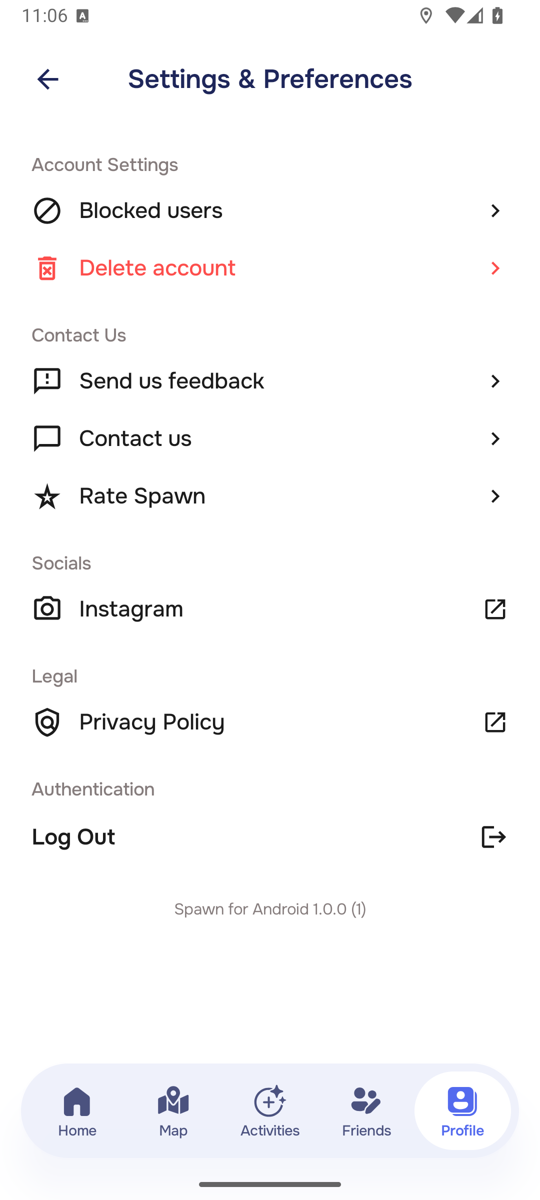 11:06
Settings & Preferences
Account Settings
Blocked users
Delete account
Contact Us
Send us feedback
Contact us
Rate Spawn
Socials
Instagram
Legal
Privacy Policy
Authentication
Log Out
Spawn for Android 1.0.0 (1)
Home Map Activities Friends Profile